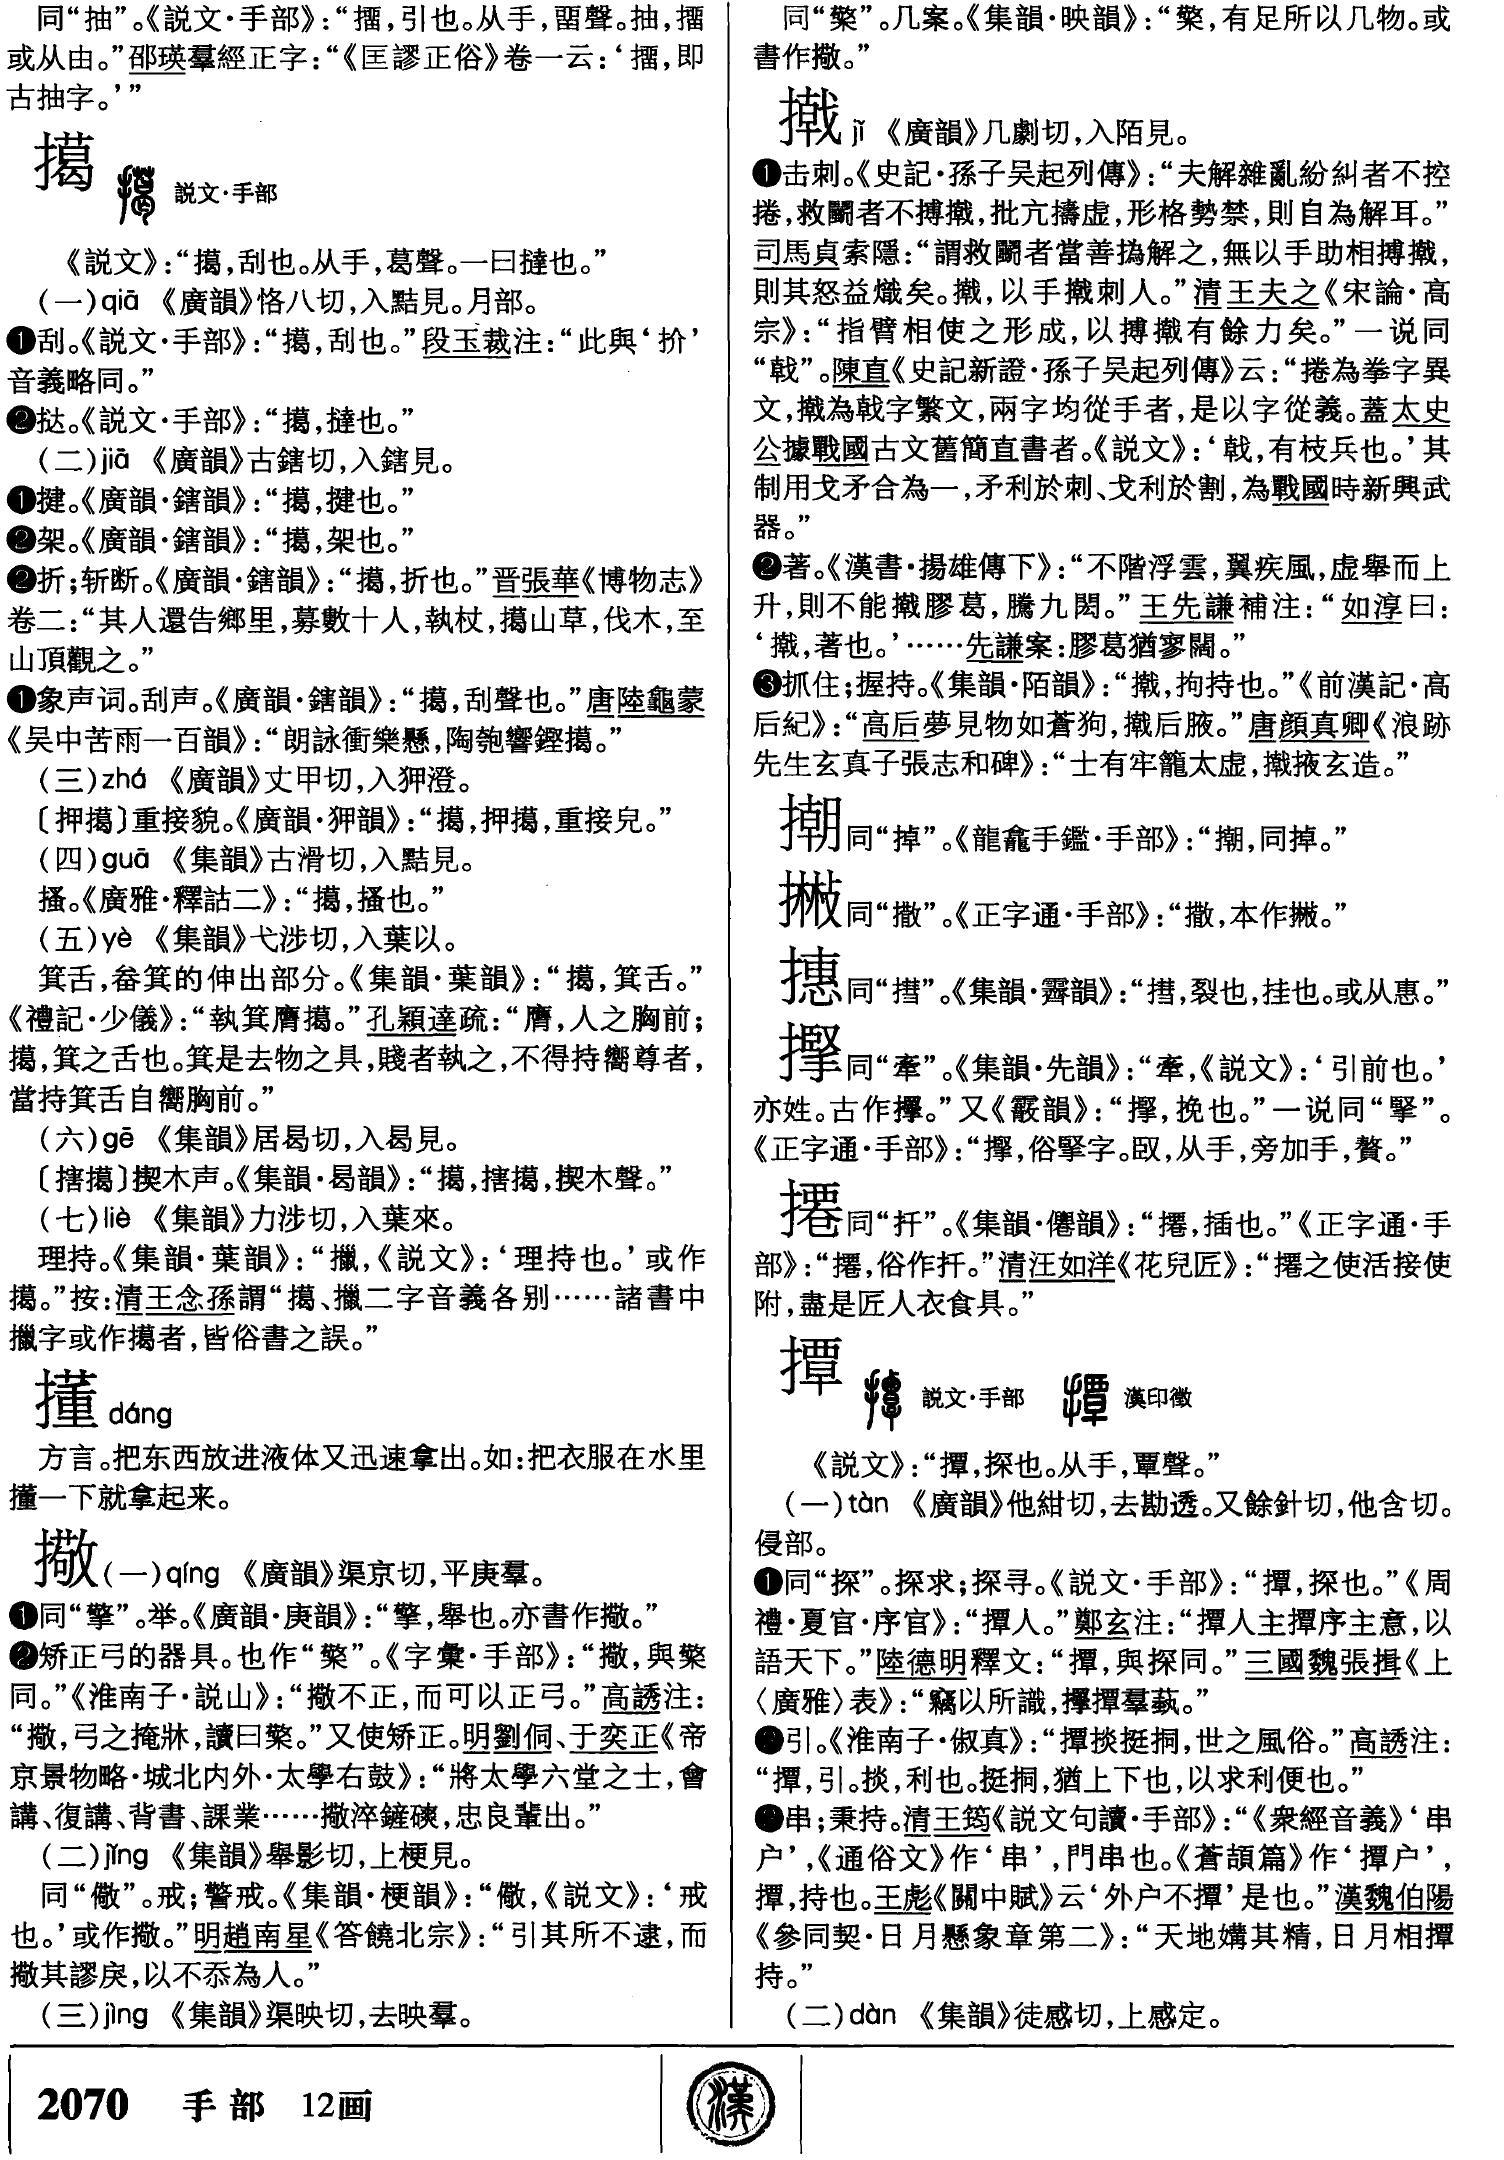 同“抽”。《説文·手部》：“㩅，引也。从手，畱聲。抽，㩅
或从由。”邵瑛羣經正字：“《匡謬正俗》卷一云：‘㩅，即
古抽字。’”
擖 説文·手部
《説文》：“擖，刮也。从手，葛聲。一曰撻也。”
(一)qiā 《廣韻》恪八切，入黠見。月部。
❶刮。《説文·手部》：“擖，刮也。”段玉裁注：“此與‘扴’
音義略同。”
❷挞。《説文·手部》：“擖，撻也。”
(二)jiā 《廣韻》古鎋切，入鎋見。
❶揵。《廣韻·鎋韻》：“擖，揵也。”
❷架。《廣韻·鎋韻》：“擖，架也。”
❷折；斩断。《廣韻·鎋韻》：“擖，折也。”晋張華《博物志》
卷二：“其人還告鄉里，募數十人，執杖，擖山草，伐木，至
山頂觀之。”
❶象声词。刮声。《廣韻·鎋韻》：“擖，刮聲也。”唐陸龜蒙
《吴中苦雨一百韻》：“朗詠衝樂懸，陶匏響鏗擖。”
(三)zhá 《廣韻》丈甲切，入狎澄。
〔押擖〕重接貌。《廣韻·狎韻》：“擖，押擖，重接皃。”
(四)guā 《集韻》古滑切，入黠見。
搔。《廣雅·釋詁二》：“擖，搔也。”
(五)yè 《集韻》弋涉切，入葉以。
箕舌，畚箕的伸出部分。《集韻·葉韻》：“擖，箕舌。”
《禮記·少儀》：“執箕膺擖。”孔穎達疏：“膺，人之胸前；
擖，箕之舌也。箕是去物之具，賤者執之，不得持嚮尊者，
當持箕舌自嚮胸前。”
(六)gē 《集韻》居曷切，入曷見。
〔搳擖〕揳木声。《集韻·曷韻》：“擖，搳擖，揳木聲。”
(七)liè 《集韻》力涉切，入葉來。
理持。《集韻·葉韻》：“擸，《説文》：‘理持也。’或作
擖。”按：清王念孫謂“擖、擸二字音義各别……諸書中
擸字或作擖者，皆俗書之誤。”
㨂 dáng
方言。把东西放进液体又迅速拿出。如：把衣服在水里
㨂一下就拿起来。
撽(一)qíng 《廣韻》渠京切，平庚羣。
❶同“擎”。举。《廣韻·庚韻》：“擎，舉也。亦書作撒。”
❷矫正弓的器具。也作“檠”。《字彙·手部》：“㩩，與檠
同。”《淮南子·説山》：“㩩不正，而可以正弓。”高誘注：
“㩩，弓之掩牀，讀曰檠。”又使矫正。明劉侗、于奕正《帝
京景物略·城北内外·太學石鼓》：“將太學六堂之士，會
講、復講、背書、課業……㩩淬鏟磢，忠良輩出。”
(二)jǐng 《集韻》舉影切，上梗見。
同“儆”。戒；警戒。《集韻·梗韻》：“儆，《説文》：‘戒
也。’或作㩩。”明趙南星《答饒北宗》：“引其所不逮，而
㩩其謬戾，以不忝為人。”
(三)jìng 《集韻》渠映切，去映羣。
同“檠”。几案。《集韻·映韻》：“檠，有足所以几物。或
書作㩩。”
撠 jǐ 《廣韻》几劇切，入陌見。
❶击刺。《史記·孫子吴起列傳》：“夫解雜亂紛糾者不控
捲，救鬭者不搏撠，批亢擣虚，形格勢禁，則自為解耳。”
司馬貞索隱：“謂救鬭者當善撝解之，無以手助相搏撠，
則其怒益熾矣。撠，以手撠刺人。”清王夫之《宋論·高
宗》：“指臂相使之形成，以搏撠有餘力矣。”一说同
“戟”。陳直《史記新證·孫子吴起列傳》云：“捲為拳字異
文，撠為戟字繁文，兩字均從手者，是以字從義。蓋太史
公據戰國古文舊簡直書者。《説文》：‘戟，有枝兵也。’其
制用戈矛合為一，矛利於刺、戈利於割，為戰國時新興武
器。”
❷著。《漢書·揚雄傳下》：“不階浮雲，翼疾風，虚舉而上
升，則不能撠膠葛，騰九閎。”王先謙補注：“如淳曰：
‘撠，著也。’……先謙案：膠葛猶寥闊。”
❸抓住；握持。《集韻·陌韻》：“撠，拘持也。”《前漢記·高
后紀》：“高后夢見物如蒼狗，撠后腋。”唐顔真卿《浪跡
先生玄真子張志和碑》：“士有牢籠太虚，撠掖玄造。”
㨄同“掉”。《龍龕手鑑·手部》：“㨄，同掉。”
㪔同“撒”。《正字通·手部》：“撒，本作㪔。”
㨹同“㨒”。《集韻·霽韻》：“㨒，裂也，挂也。或从惠。”
㩃同“牽”。《集韻·先韻》：“牽，《説文》：‘引前也。’
亦姓。古作㩃。”又《霰韻》：“㩃，挽也。”一说同“掔”。
《正字通·手部》：“㩃，俗掔字。臤，从手，旁加手，贅。”
㩤同“扦”。《集韻·僊韻》：“㩤，插也。”《正字通·手
部》：“㩤，俗作扦。”清汪如洋《花兒匠》：“㩤之使活接使
附，盡是匠人衣食具。”
撢 説文·手部 漢印徵
《説文》：“撢，探也。从手，覃聲。”
(一)tàn 《廣韻》他紺切，去勘透。又餘針切，他含切。
侵部。
❶同“探”。探求；探寻。《説文·手部》：“撢，探也。”《周
禮·夏官·序官》：“撢人。”鄭玄注：“撢人主撢序主意，以
語天下。”陸德明釋文：“撢，與探同。”三國魏張揖《上
〈廣雅〉表》：“竊以所識，擇撢羣蓺。”
❷引。《淮南子·俶真》：“撢掞挺挏，世之風俗。”高誘注：
“撢，引。掞，利也。挺挏，猶上下也，以求利便也。”
❸串；秉持。清王筠《説文句讀·手部》：“《衆經音義》‘串
户’，《通俗文》作‘串’，門串也。《蒼頡篇》作‘撢户’，
撢，持也。王彪《關中賦》云‘外户不撢’是也。”漢魏伯陽
《參同契·日月懸象章第二》：“天地媾其精，日月相撢
持。”
(二)dàn 《集韻》徒感切，上感定。
2070 手部 12画
漢